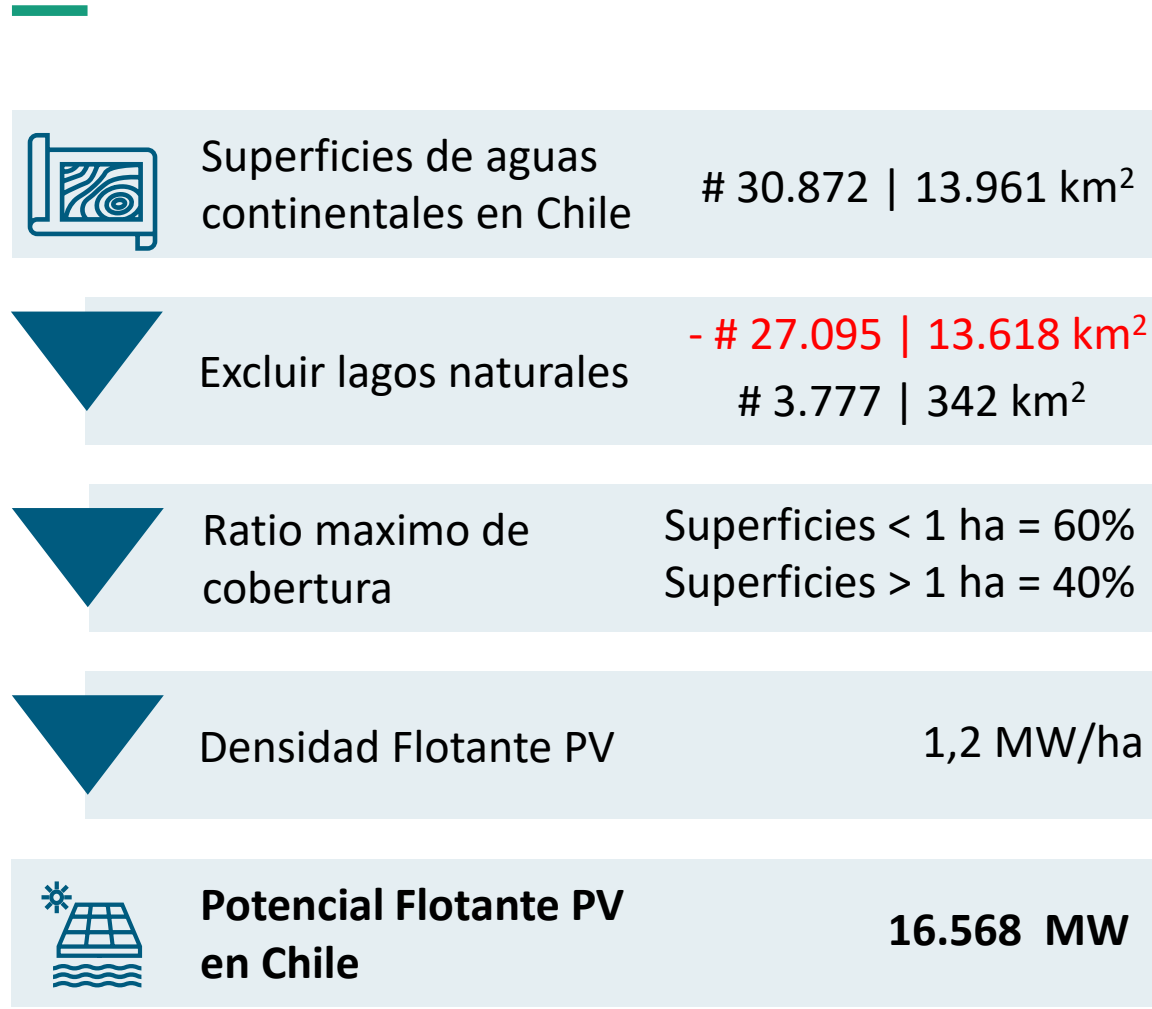 Superficies de aguas
continentales en Chile
# 30.872 | 13.961 km²
Excluir lagos naturales
- # 27.095 | 13.618 km²
# 3.777 | 342 km²
Ratio maximo de
cobertura
Superficies < 1 ha = 60%
Superficies > 1 ha = 40%
Densidad Flotante PV
1,2 MW/ha
Potencial Flotante PV
en Chile
16.568 MW